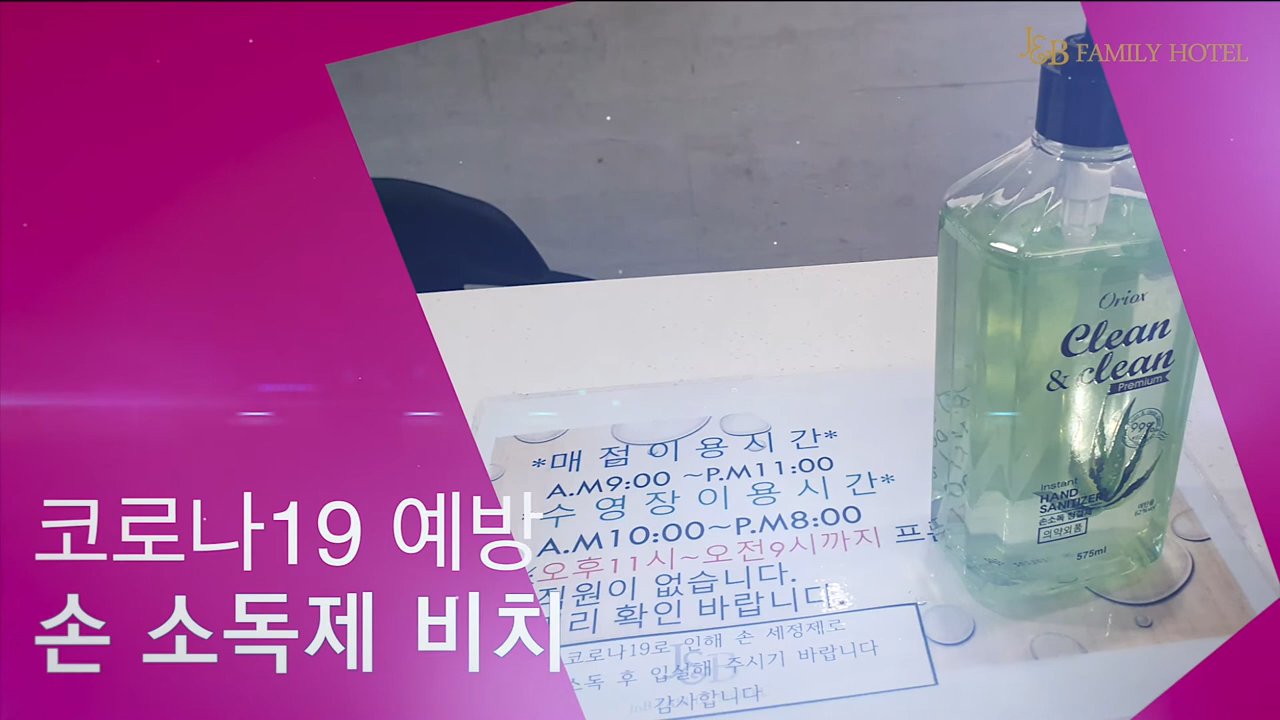 J&B FAMILY HOTEL
Oriox
Clean
& clean
Premium
99.9
Instant
HAND
SANITIZER
손소독 청결제
의약외품
575ml
*매 점 이 용 시 간*
A.M9:00 ~P.M11:00
수 영 장 이 용 시 간*
A.M10:00~P.M8:00
오후11시~오전9시까지
직원이 없습니다.
확인 바랍니다.
코로나19로 인해 손 세정제로
소독 후 입실해 주시기 바랍니다
감사합니다
코로나19 예방
손 소독제 비치